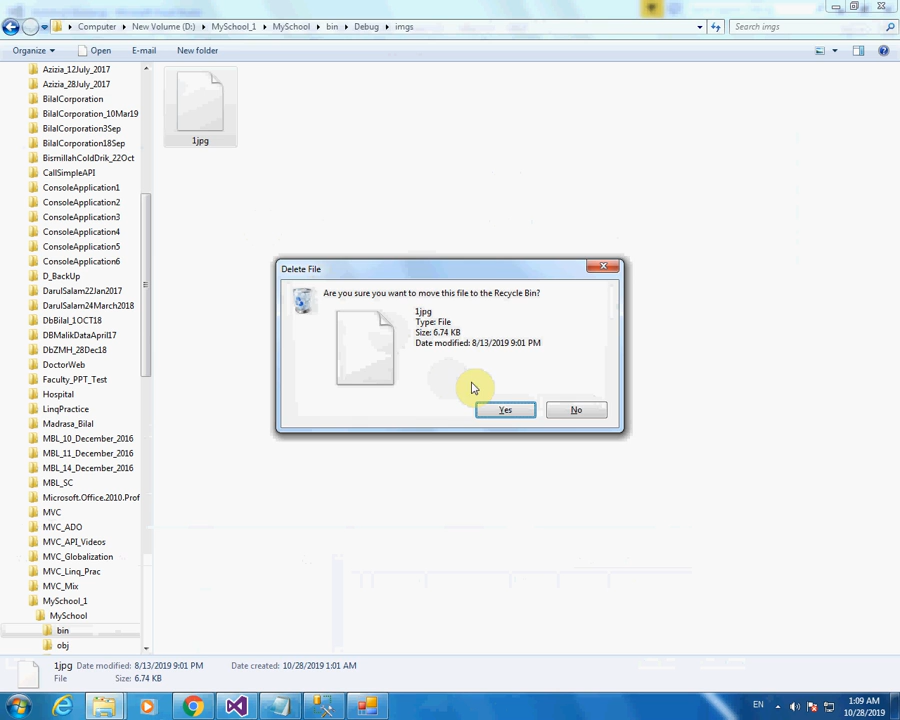 Computer ▸ New Volume (D:) ▸ MySchool_1 ▸ MySchool ▸ bin ▸ Debug ▸ imgs
Search imgs
Organize Open E-mail New folder
Azizia_12July_2017
Azizia_28July_2017
BilalCorporation
BilalCorporation_10Mar19
BilalCorporation3Sep
BilalCorporation18Sep
BismillahColdDrik_22Oct
CallSimpleAPI
ConsoleApplication1
ConsoleApplication2
ConsoleApplication3
ConsoleApplication4
ConsoleApplication5
ConsoleApplication6
D_BackUp
DarulSalam22Jan2017
DarulSalam24March2018
DbBilal_1OCT18
DBMalikDataApril17
DbZMH_28Dec18
DoctorWeb
Faculty_PPT_Test
Hospital
LinqPractice
Madrasa_Bilal
MBL_10_December_2016
MBL_11_December_2016
MBL_14_December_2016
MBL_SC
Microsoft.Office.2010.Prof
MVC
MVC_ADO
MVC_API_Videos
MVC_Globalization
MVC_Linq_Prac
MVC_Mix
MySchool_1
MySchool
bin
obj
1jpg
Delete File
Are you sure you want to move this file to the Recycle Bin?
1jpg
Type: File
Size: 6.74 KB
Date modified: 8/13/2019 9:01 PM
Yes No
1jpg Date modified: 8/13/2019 9:01 PM Date created: 10/28/2019 1:01 AM
File Size: 6.74 KB
EN
1:09 AM
10/28/2019